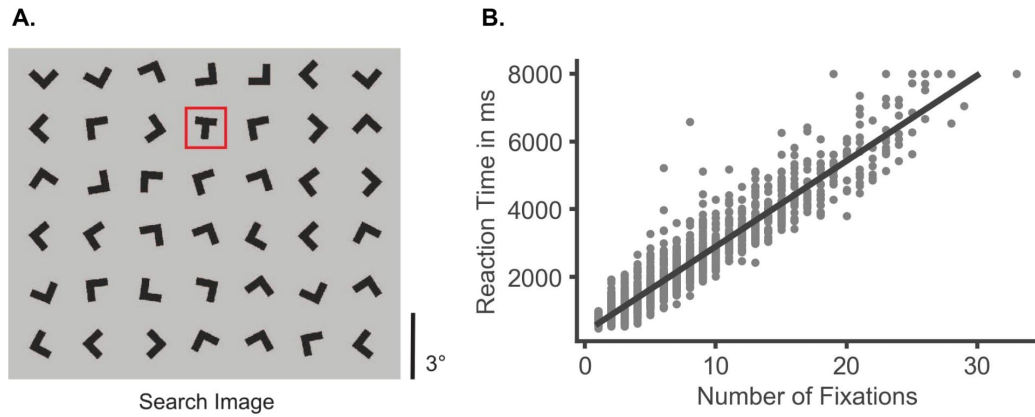 A.
3°
Search Image
B.
Reaction Time in ms
8000
6000
4000
2000
0
10
20
30
Number of Fixations